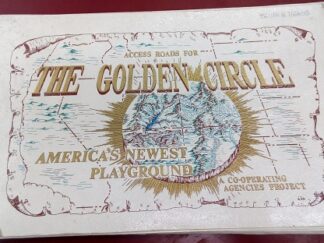 ACCESS ROADS FOR
THE GOLDEN CIRCLE
AMERICA'S NEWEST
PLAYGROUND
A CO-OPERATING
AGENCIES PROJECT